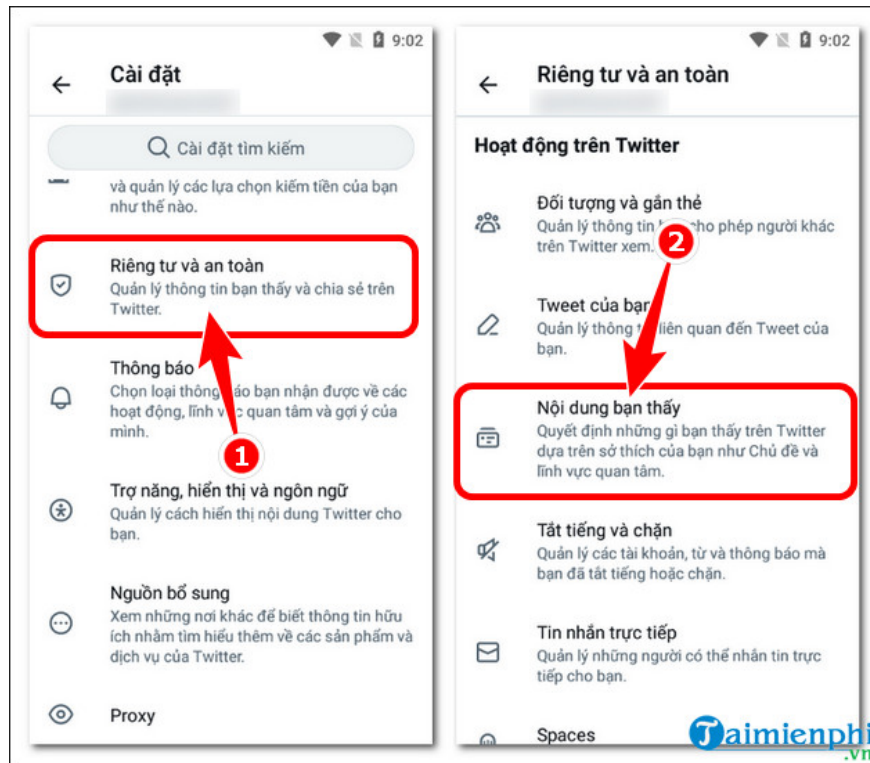 9:02
Cài đặt
Cài đặt tìm kiếm
và quản lý các lựa chọn kiếm tiền của bạn
như thế nào.
Riêng tư và an toàn
Quản lý thông tin bạn thấy và chia sẻ trên
Twitter.
Thông báo
Chọn loại thông báo bạn nhận được về các
hoạt động, lĩnh vực quan tâm và gợi ý của
mình.
1
Trợ năng, hiển thị và ngôn ngữ
Quản lý cách hiển thị nội dung Twitter cho
bạn.
Nguồn bổ sung
Xem những nơi khác để biết thông tin hữu
ích nhằm tìm hiểu thêm về các sản phẩm và
dịch vụ của Twitter.
Proxy
9:02
Riêng tư và an toàn
Hoạt động trên Twitter
Đối tượng và gắn thẻ
Quản lý thông tin cho phép người khác
trên Twitter xem.
2
Tweet của bạn
Quản lý thông tin liên quan đến Tweet của
bạn.
Nội dung bạn thấy
Quyết định những gì bạn thấy trên Twitter
dựa trên sở thích của bạn như Chủ đề và
lĩnh vực quan tâm.
Tắt tiếng và chặn
Quản lý các tài khoản, từ và thông báo mà
bạn đã tắt tiếng hoặc chặn.
Tin nhắn trực tiếp
Quản lý những người có thể nhắn tin trực
tiếp cho bạn.
Spaces
Taimienphi
.vn